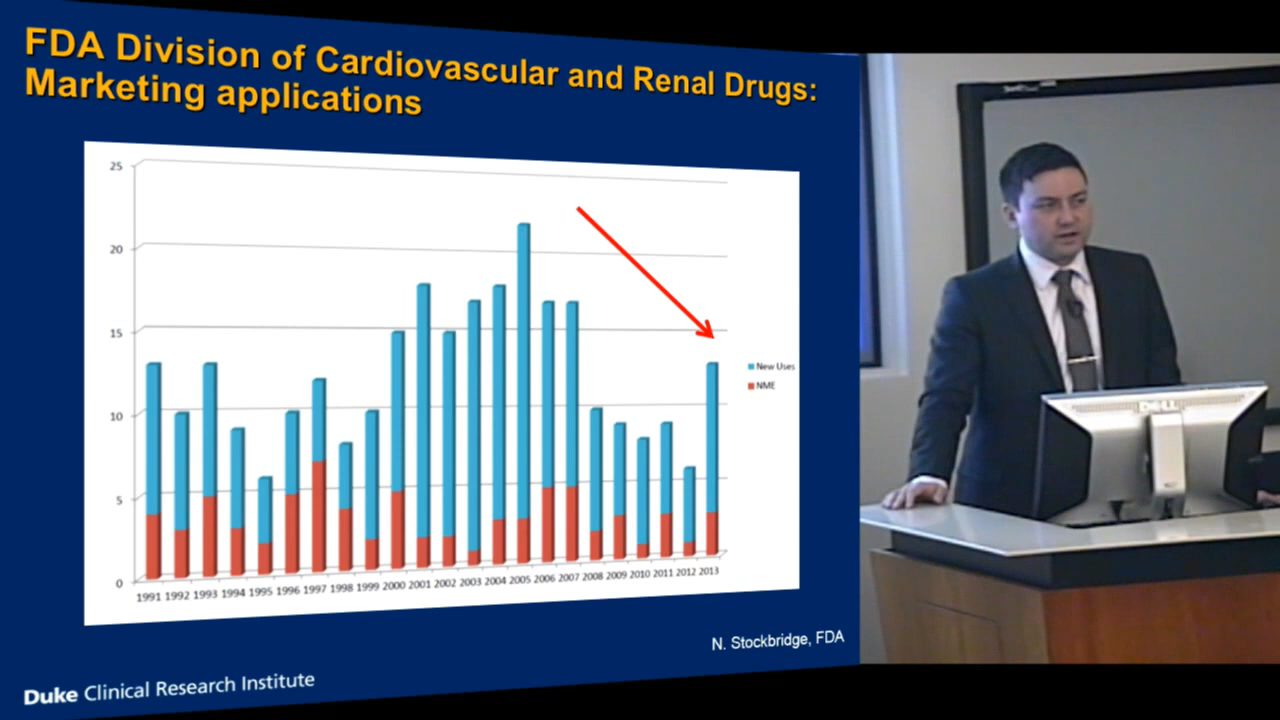 FDA Division of Cardiovascular and Renal Drugs:
Marketing applications
25
20
15
10
5
0
1991 1992 1993 1994 1995 1996 1997 1998 1999 2000 2001 2002 2003 2004 2005 2006 2007 2008 2009 2010 2011 2012 2013
New Uses
NME
N. Stockbridge, FDA
Duke Clinical Research Institute
DELL